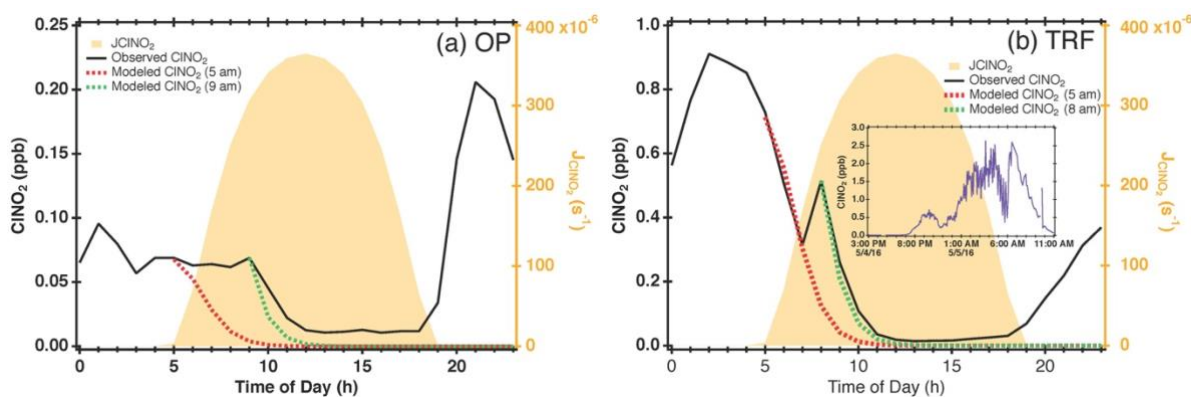 (a) OP
JClNO₂
Observed ClNO₂
Modeled ClNO₂ (5 am)
Modeled ClNO₂ (9 am)
0.25
0.20
0.15
0.10
0.05
0.00
ClNO₂ (ppb)
0 5 10 15 20
Time of Day (h)
400 x10⁻⁶
300
200
100
0
JClNO₂ (s⁻¹)
(b) TRF
JClNO₂
Observed ClNO₂
Modeled ClNO₂ (5 am)
Modeled ClNO₂ (8 am)
1.0
0.8
0.6
0.4
0.2
0.0
ClNO₂ (ppb)
0 5 10 15 20
Time of Day (h)
400 x10⁻⁶
300
200
100
0
JClNO₂
(s⁻¹)
3.0
2.5
2.0
1.5
1.0
0.5
0.0
ClNO₂ (ppb)
3:00 PM 8:00 PM 1:00 AM 6:00 AM 11:00 AM
5/4/16 5/5/16